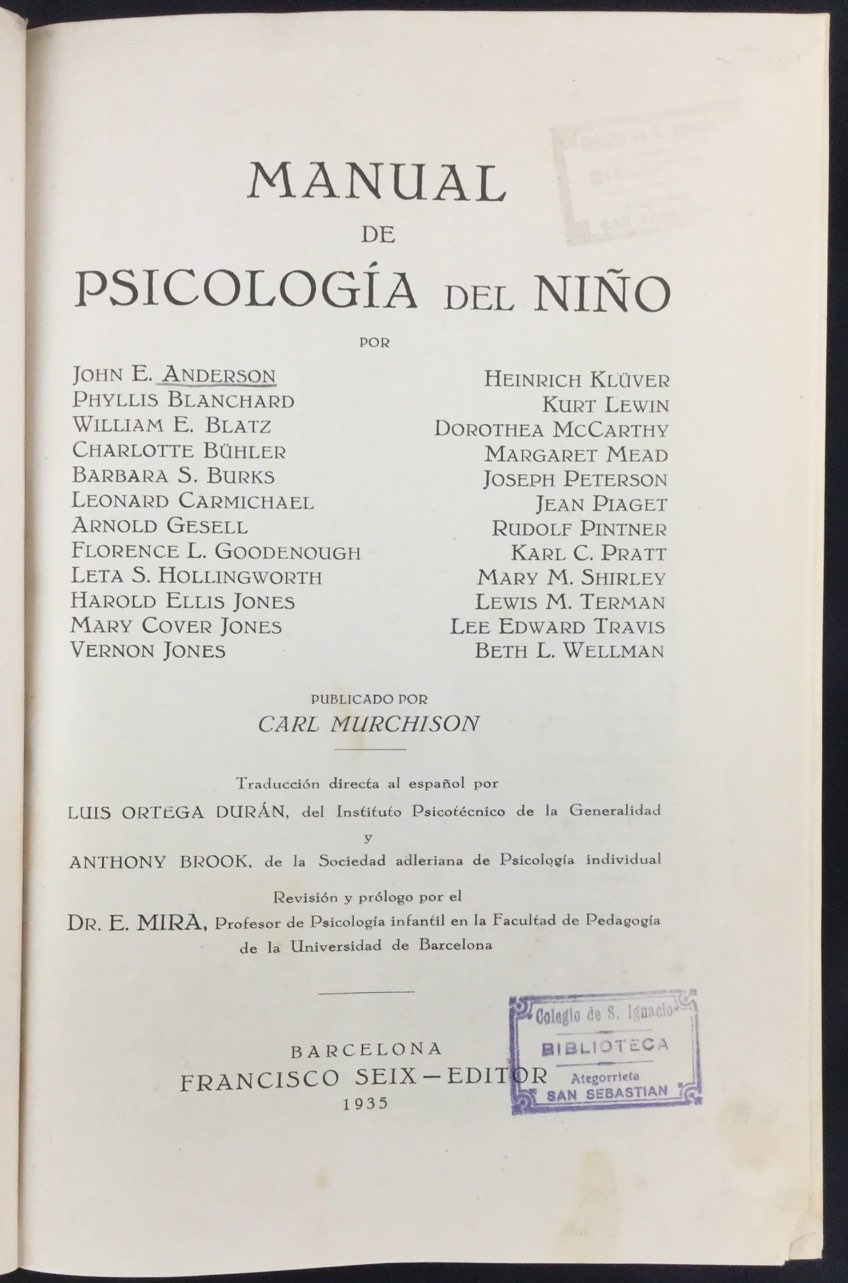 MANUAL
DE
PSICOLOGÍA DEL NIÑO
POR
JOHN E. ANDERSON
PHYLLIS BLANCHARD
WILLIAM E. BLATZ
CHARLOTTE BÜHLER
BARBARA S. BURKS
LEONARD CARMICHAEL
ARNOLD GESELL
FLORENCE L. GOODENOUGH
LETA S. HOLLINGWORTH
HAROLD ELLIS JONES
MARY COVER JONES
VERNON JONES
HEINRICH KLÜVER
KURT LEWIN
DOROTHEA MCCARTHY
MARGARET MEAD
JOSEPH PETERSON
JEAN PIAGET
RUDOLF PINTNER
KARL C. PRATT
MARY M. SHIRLEY
LEWIS M. TERMAN
LEE EDWARD TRAVIS
BETH L. WELLMAN
PUBLICADO POR
CARL MURCHISON
Traducción directa al español por
LUIS ORTEGA DURÁN, del Instituto Psicotécnico de la Generalidad
y
ANTHONY BROOK, de la Sociedad adleriana de Psicología individual
Revisión y prólogo por el
DR. E. MIRA, Profesor de Psicología infantil en la Facultad de Pedagogía
de la Universidad de Barcelona
BARCELONA
FRANCISCO SEIX—EDITOR
1935
Colegio de S. Ignacio
BIBLIOTECA
Ategorrieta
SAN SEBASTIAN